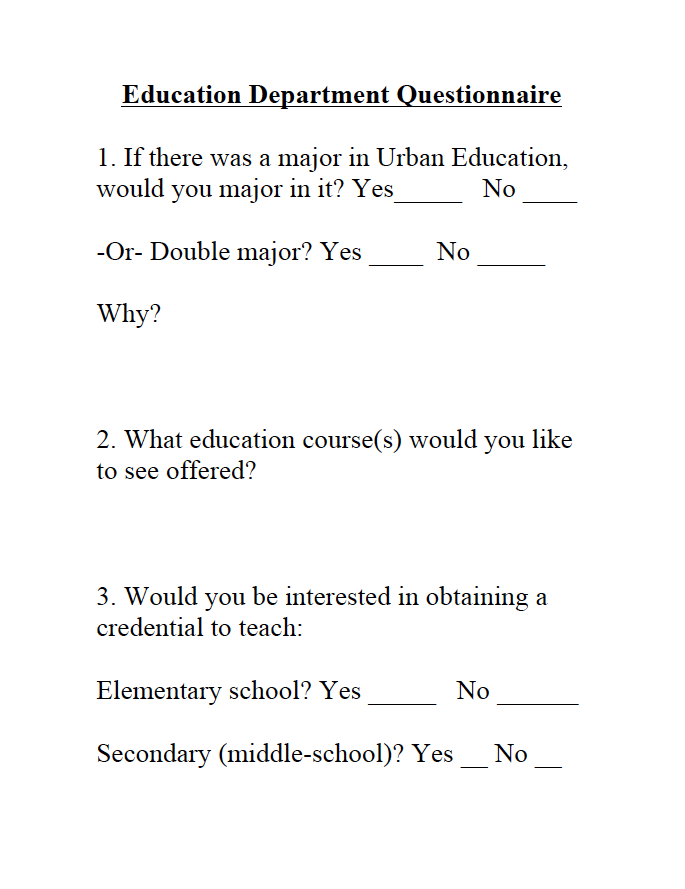 Education Department Questionnaire
1. If there was a major in Urban Education,
would you major in it? Yes_____ No ____
-Or- Double major? Yes ____ No _____
Why?
2. What education course(s) would you like
to see offered?
3. Would you be interested in obtaining a
credential to teach:
Elementary school? Yes _____ No ______
Secondary (middle-school)? Yes __ No __